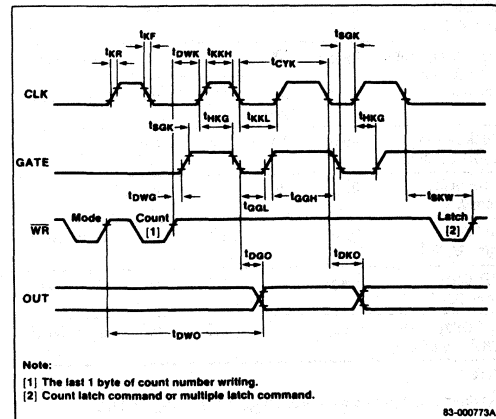 tKR
tKF
tDWK
tKKH
tCYK
tSGK
CLK
tSGK
tHKG
tKKL
tHKG
GATE
tDWG
tGGL
tGGH
tSKW
WR
Mode
Count
[1]
Latch
[2]
tDGO
tDKO
OUT
tDWO
Note:
[1] The last 1 byte of count number writing.
[2] Count latch command or multiple latch command.
83-000773A